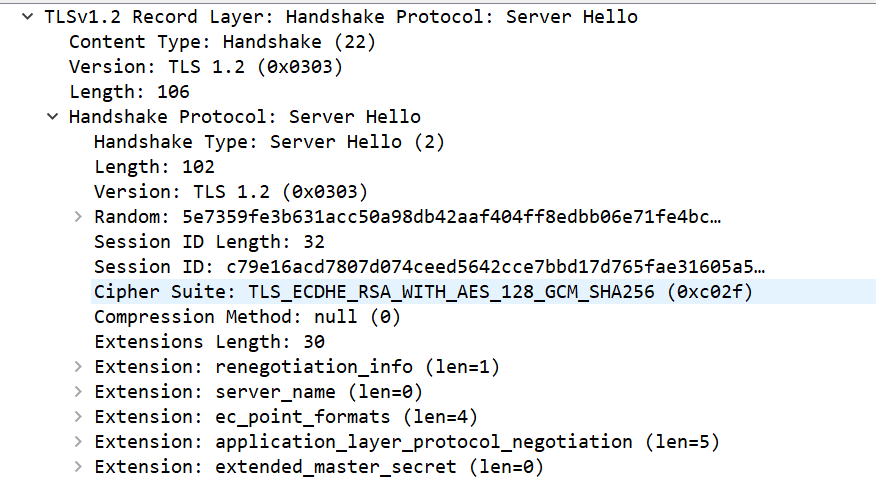 TLSv1.2 Record Layer: Handshake Protocol: Server Hello
Content Type: Handshake (22)
Version: TLS 1.2 (0x0303)
Length: 106
Handshake Protocol: Server Hello
Handshake Type: Server Hello (2)
Length: 102
Version: TLS 1.2 (0x0303)
Random: 5e7359fe3b631acc50a98db42aaf404ff8edbb06e71fe4bc…
Session ID Length: 32
Session ID: c79e16acd7807d074ceed5642cce7bbd17d765fae31605a5…
Cipher Suite: TLS_ECDHE_RSA_WITH_AES_128_GCM_SHA256 (0xc02f)
Compression Method: null (0)
Extensions Length: 30
Extension: renegotiation_info (len=1)
Extension: server_name (len=0)
Extension: ec_point_formats (len=4)
Extension: application_layer_protocol_negotiation (len=5)
Extension: extended_master_secret (len=0)